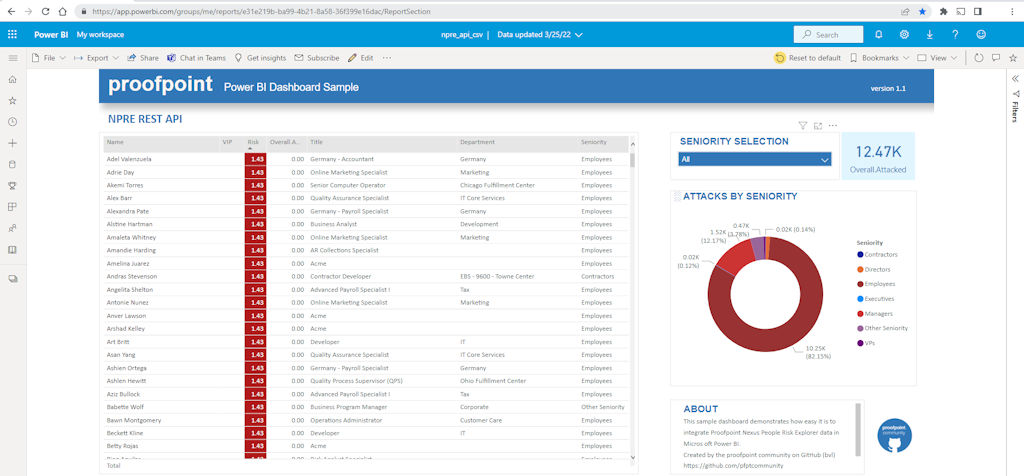 https://app.powerbi.com/groups/me/reports/e31e219b-ba99-4b21-8a58-36f399e16dac/ReportSection
Power BI My workspace npre_api_csv | Data updated 3/25/22 Search
File Export Share Chat in Teams Get insights Subscribe Edit Reset to default Bookmarks View
proofpoint Power BI Dashboard Sample version 1.1
Filters
NPRE REST API
Name VIP Risk Overall.A... Title Department Seniority
Adel Valenzuela 1.43 0.00 Germany - Accountant Germany Employees
Adrie Day 1.43 0.00 Online Marketing Specialist Marketing Employees
Akemi Torres 1.43 0.00 Senior Computer Operator Chicago Fulfillment Center Employees
Alex Barr 1.43 0.00 Quality Assurance Specialist IT Core Services Employees
Alexandra Pate 1.43 0.00 Germany - Payroll Specialist Germany Employees
Alstine Hartman 1.43 0.00 Business Analyst Development Employees
Amaleta Whitney 1.43 0.00 Online Marketing Specialist Marketing Employees
Amandie Harding 1.43 0.00 AR Collections Specialist Employees
Amelina Juarez 1.43 0.00 Acme Employees
Andras Stevenson 1.43 0.00 Contractor Developer EBS - 9600 - Towne Center Contractors
Angelita Shelton 1.43 0.00 Advanced Payroll Specialist I Tax Employees
Antonie Nunez 1.43 0.00 Online Marketing Specialist Marketing Employees
Anver Lawson 1.43 0.00 Acme Employees
Arshad Kelley 1.43 0.00 Acme Employees
Art Britt 1.43 0.00 Developer IT Employees
Asan Yang 1.43 0.00 Quality Assurance Specialist IT Core Services Employees
Ashien Ortega 1.43 0.00 Germany - Payroll Specialist Germany Employees
Ashlen Hewitt 1.43 0.00 Quality Process Supervisor (QPS) Ohio Fulfillment Center Employees
Aziz Bullock 1.43 0.00 Advanced Payroll Specialist I Tax Employees
Babette Wolf 1.43 0.00 Business Program Manager Corporate Other Seniority
Bawn Montgomery 1.43 0.00 Operations Administrator Customer Care Employees
Beckett Kline 1.43 0.00 Developer IT Employees
Betty Rojas 1.43 0.00 Acme Employees
Total
SENIORITY SELECTION
All
12.47K
Overall.Attacked
ATTACKS BY SENIORITY
0.47K
(3.78%)
0.02K (0.14%)
1.52K
(12.17%)
0.02K
(0.12%)
10.25K
(82.15%)
Seniority
Contractors
Directors
Employees
Executives
Managers
Other Seniority
VPs
ABOUT
This sample dashboard demonstrates how easy it is to
integrate Proofpoint Nexus People Risk Explorer data in
Micros oft Power BI.
Created by the proofpoint community on GitHub (bvl)
https://github.com/pfptcommunity
proofpoint
community